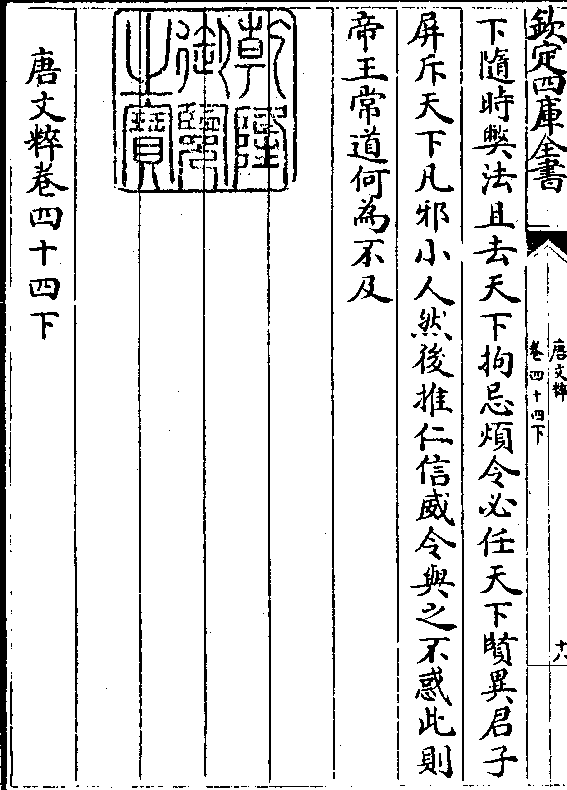 欽定四庫全書
唐文粹
卷四十四下
十八
下隨時弊法且去天下拘忌煩令必任天下賢異君子
屏斥天下凡邪小人然後推仁信威令與之不惑此則
帝王常道何為不及
乾隆
御覽
之寶
唐文粹卷四十四下